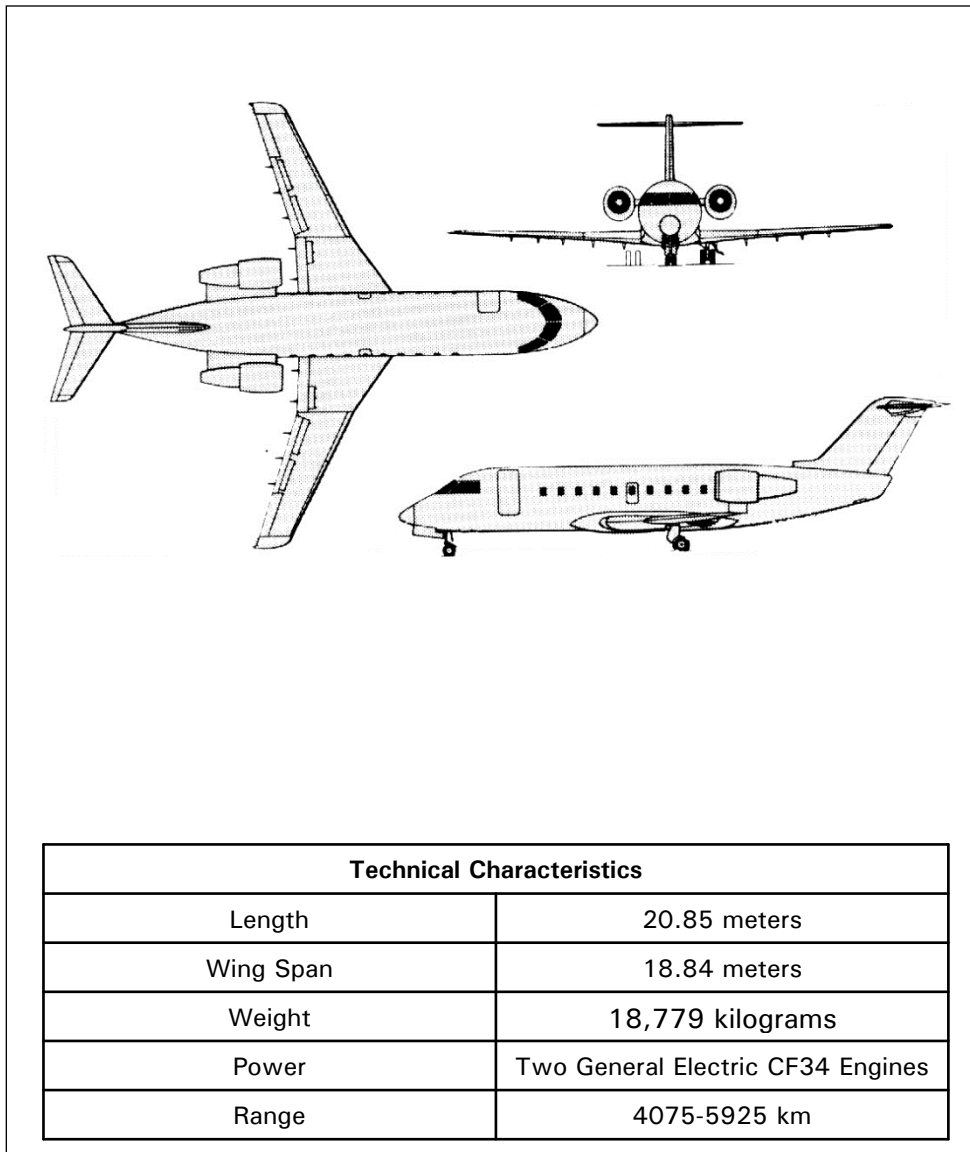 Technical Characteristics
Length 20.85 meters
Wing Span 18.84 meters
Weight 18,779 kilograms
Power Two General Electric CF34 Engines
Range 4075-5925 km